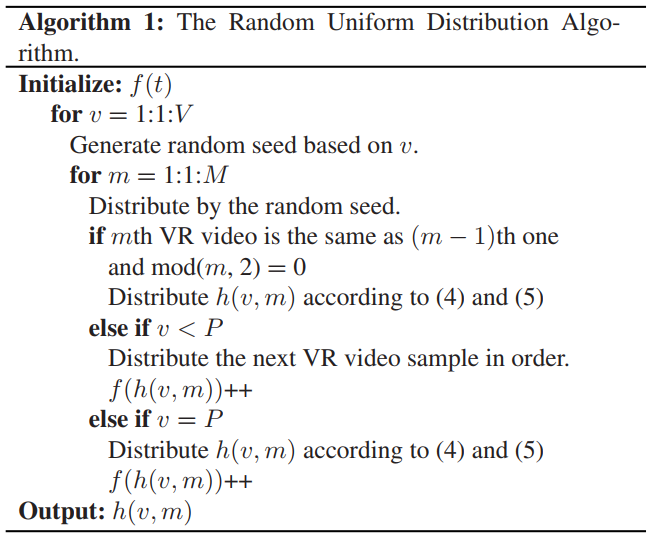 Algorithm 1: The Random Uniform Distribution Algo-
rithm.
Initialize: f(t)
for v = 1:1:V
Generate random seed based on v.
for m = 1:1:M
Distribute by the random seed.
if mth VR video is the same as (m − 1)th one
and mod(m, 2) = 0
Distribute h(v, m) according to (4) and (5)
else if v < P
Distribute the next VR video sample in order.
f(h(v, m))++
else if v = P
Distribute h(v, m) according to (4) and (5)
f(h(v, m))++
Output: h(v, m)